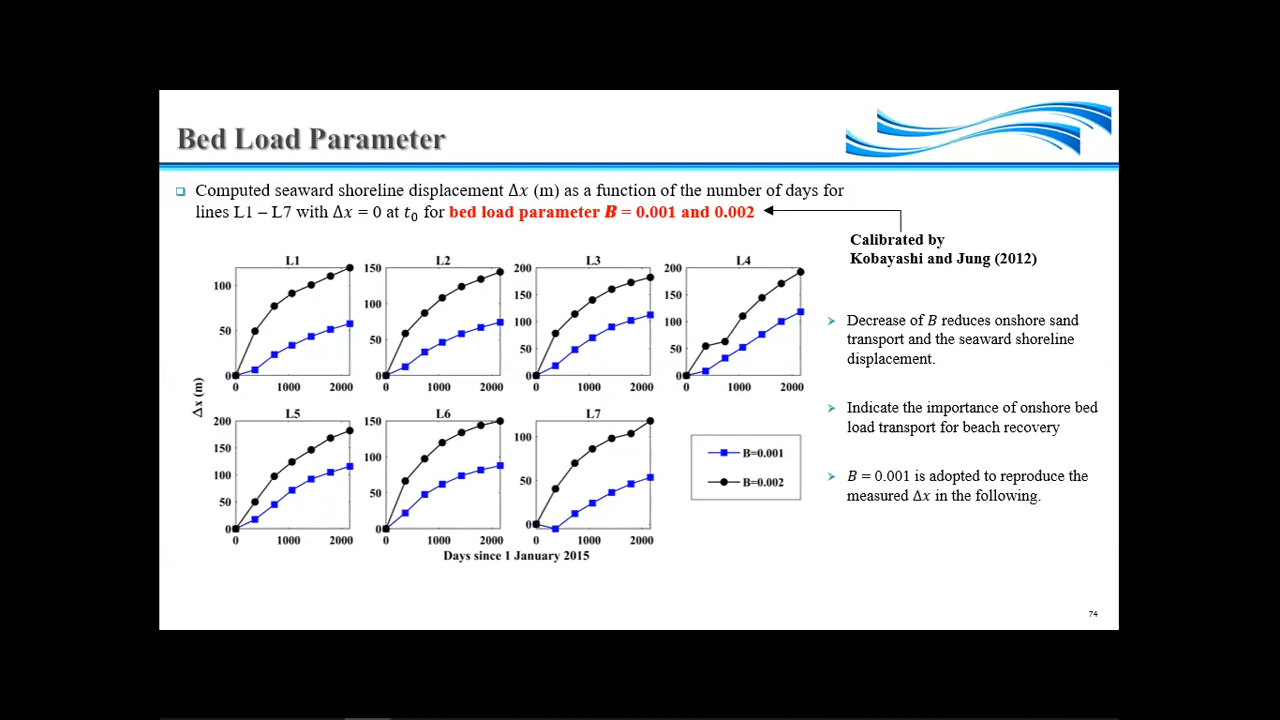 Bed Load Parameter
Computed seaward shoreline displacement Δx (m) as a function of the number of days for
lines L1 – L7 with Δx = 0 at t₀ for bed load parameter B = 0.001 and 0.002
Calibrated by
Kobayashi and Jung (2012)
L1
L2
L3
L4
100
50
0
0 1000 2000
150
100
50
0
0 1000 2000
200
150
100
50
0
0 1000 2000
200
150
100
50
0
0 1000 2000
Δx (m)
L5
L6
L7
200
150
100
50
0
0 1000 2000
150
100
50
0
0 1000 2000
100
50
0
0 1000 2000
B=0.001
B=0.002
Days since 1 January 2015
Decrease of B reduces onshore sand
transport and the seaward shoreline
displacement.
Indicate the importance of onshore bed
load transport for beach recovery
B = 0.001 is adopted to reproduce the
measured Δx in the following.
74